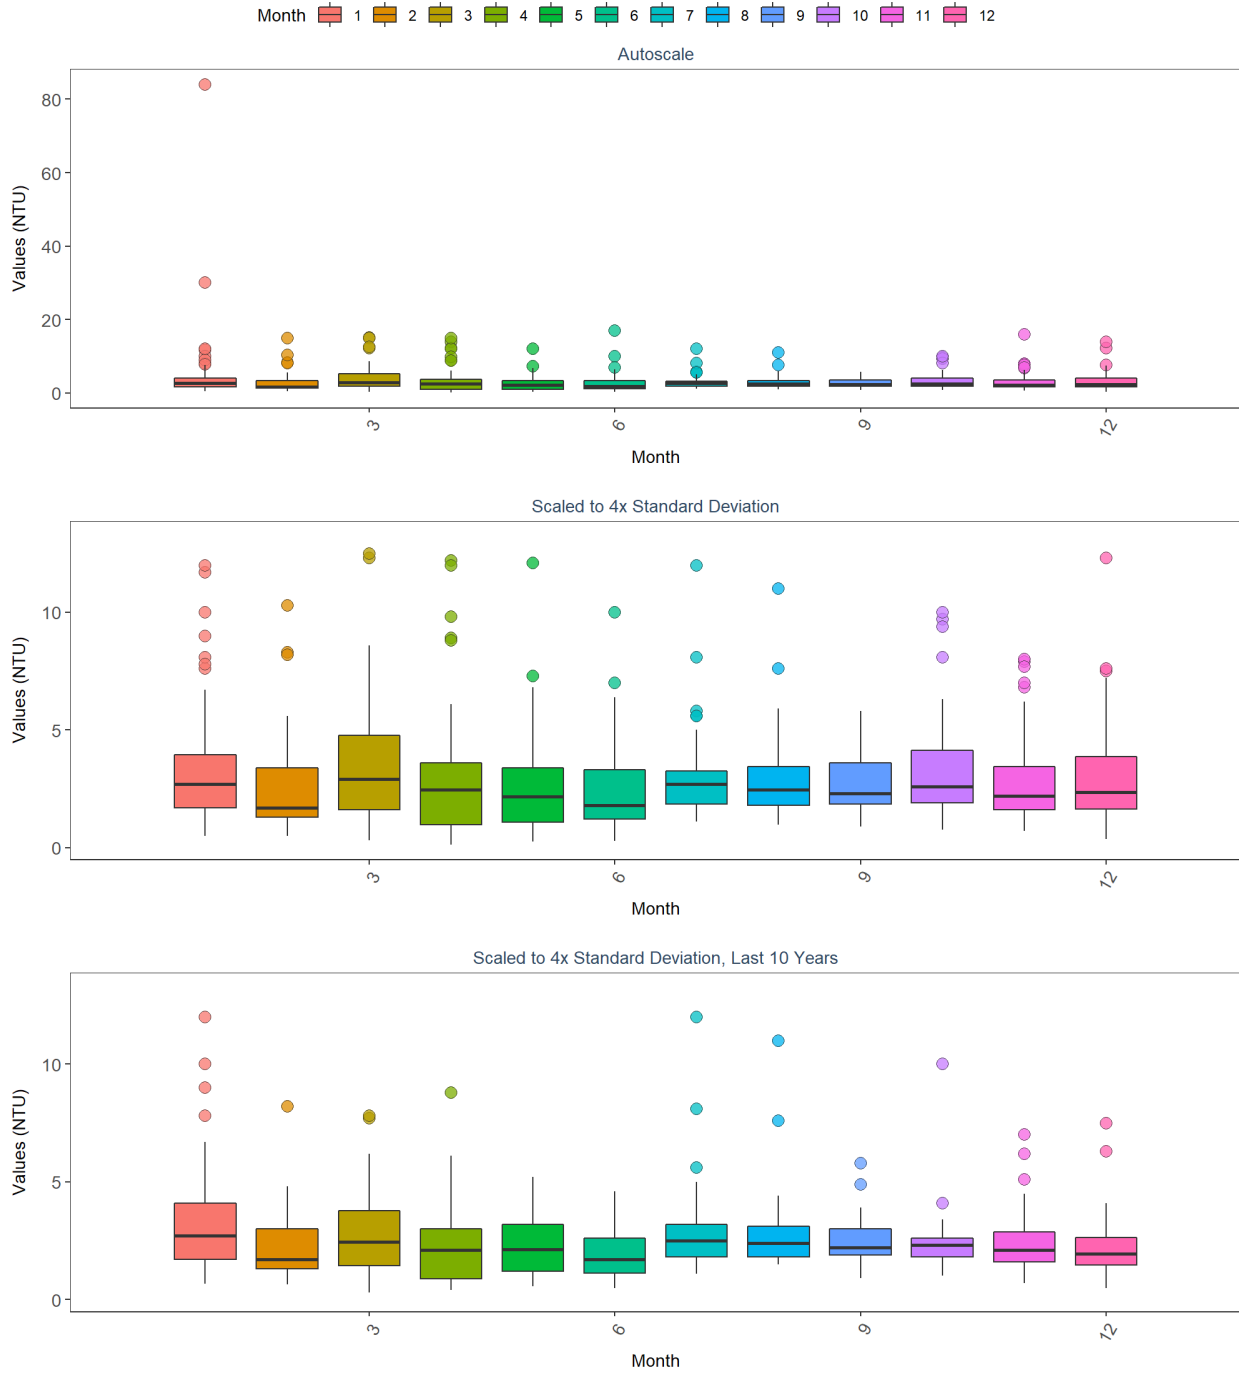 Month 1 2 3 4 5 6 7 8 9 10 11 12
Autoscale
Values (NTU)
80
60
40
20
0
3 6 9 12
Month
Scaled to 4x Standard Deviation
Values (NTU)
10
5
0
3 6 9 12
Month
Scaled to 4x Standard Deviation, Last 10 Years
Values (NTU)
10
5
0
3 6 9 12
Month